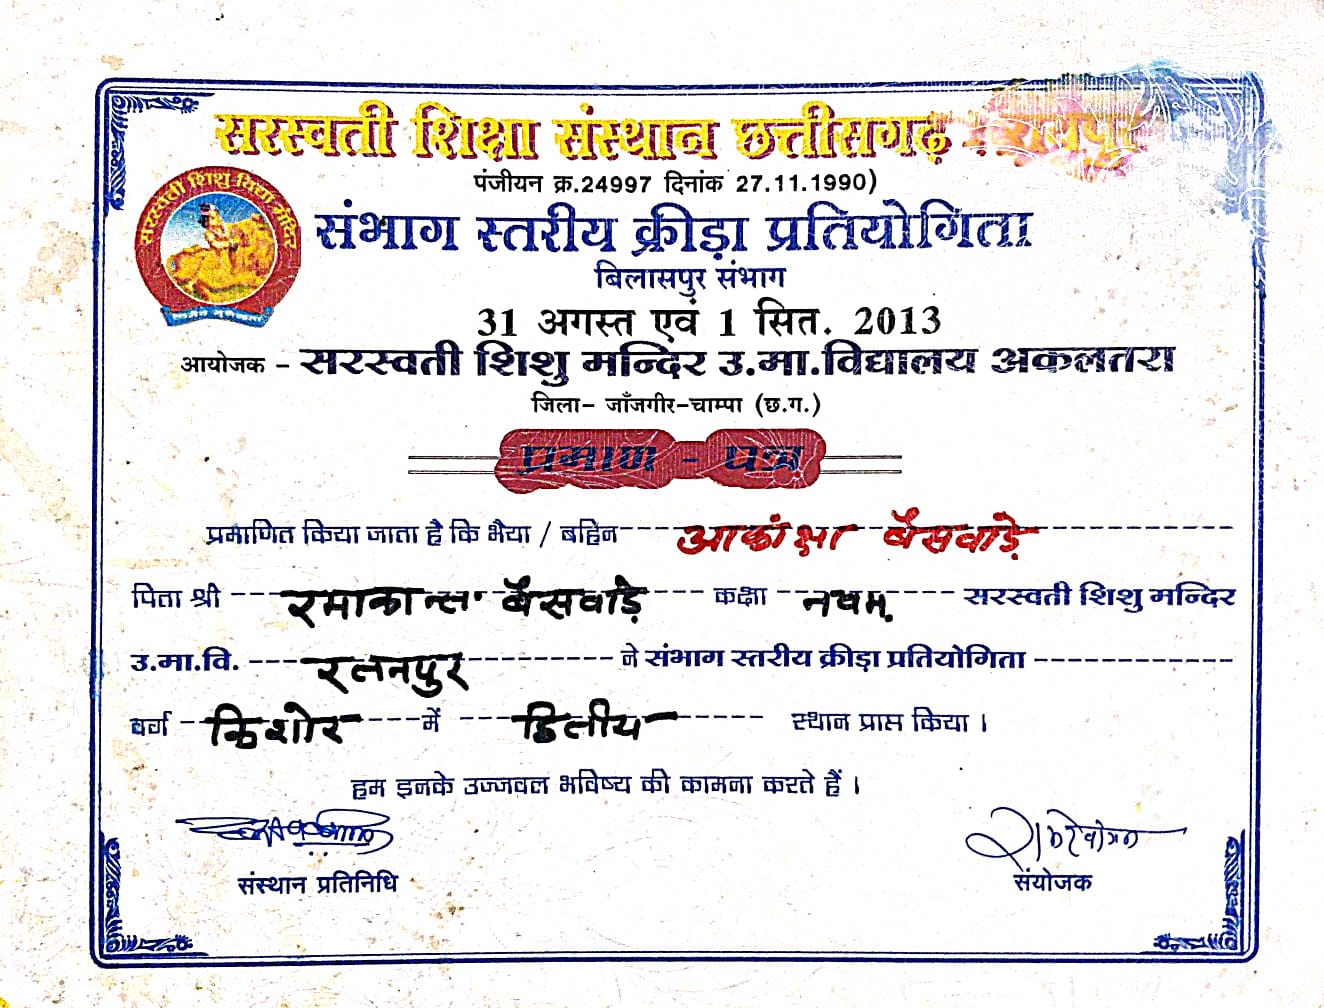 सरस्वती शिक्षा संस्थान छत्तीसगढ़ रायपुर
पंजीयन क्र.24997 दिनांक 27.11.1990)
सरस्वती शिशु विद्या मंदिर
संभाग स्तरीय क्रीड़ा प्रतियोगिता
बिलासपुर संभाग
31 अगस्त एवं 1 सित. 2013
आयोजक - सरस्वती शिशु मन्दिर उ.मा.विद्यालय अकलतरा
जिला- जाँजगीर-चाम्पा (छ.ग.)
प्रमाण - पत्र
प्रमाणित किया जाता है कि भैया / बहिन आकांक्षा बैसवाड़े
पिता श्री रमाकान्त बैसवाड़े कक्षा नवम् सरस्वती शिशु मन्दिर
उ.मा.वि. रतनपुर ने संभाग स्तरीय क्रीड़ा प्रतियोगिता
वर्ग किशोर में द्वितीय स्थान प्राप्त किया ।
हम इनके उज्जवल भविष्य की कामना करते हैं ।
संस्थान प्रतिनिधि
संयोजक